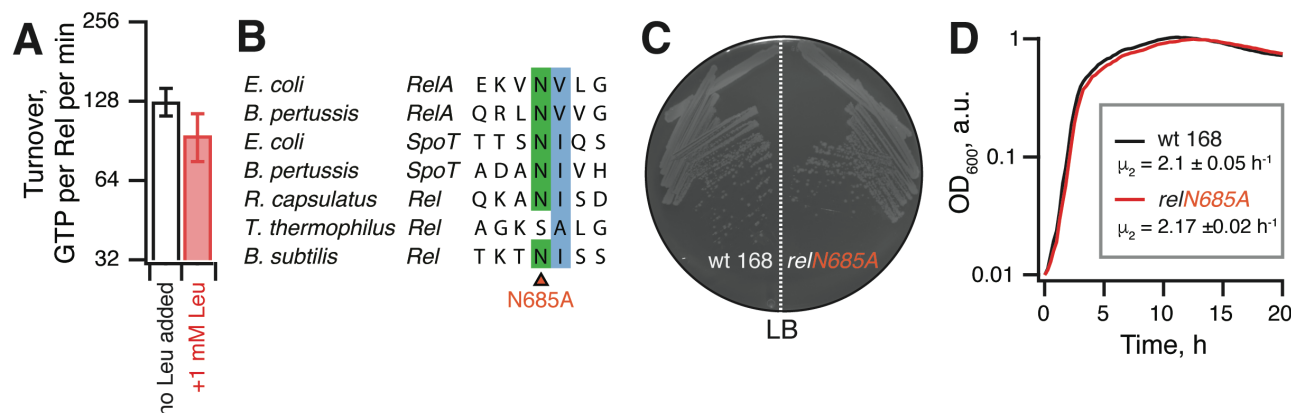 A
Turnover,
GTP per Rel per min
256
128
64
32
no Leu added
+1 mM Leu
B
E. coli RelA E K V N V L G
B. pertussis RelA Q R L N V V G
E. coli SpoT T T S N I Q S
B. pertussis SpoT A D A N I V H
R. capsulatus Rel Q K A N I S D
T. thermophilus Rel A G K S A L G
B. subtilis Rel T K T N I S S
N685A
C
wt 168 relN685A
LB
D
OD600, a.u.
1
0.1
0.01
wt 168
μ2 = 2.1 ± 0.05 h-1
relN685A
μ2 = 2.17 ±0.02 h-1
0 5 10 15 20
Time, h